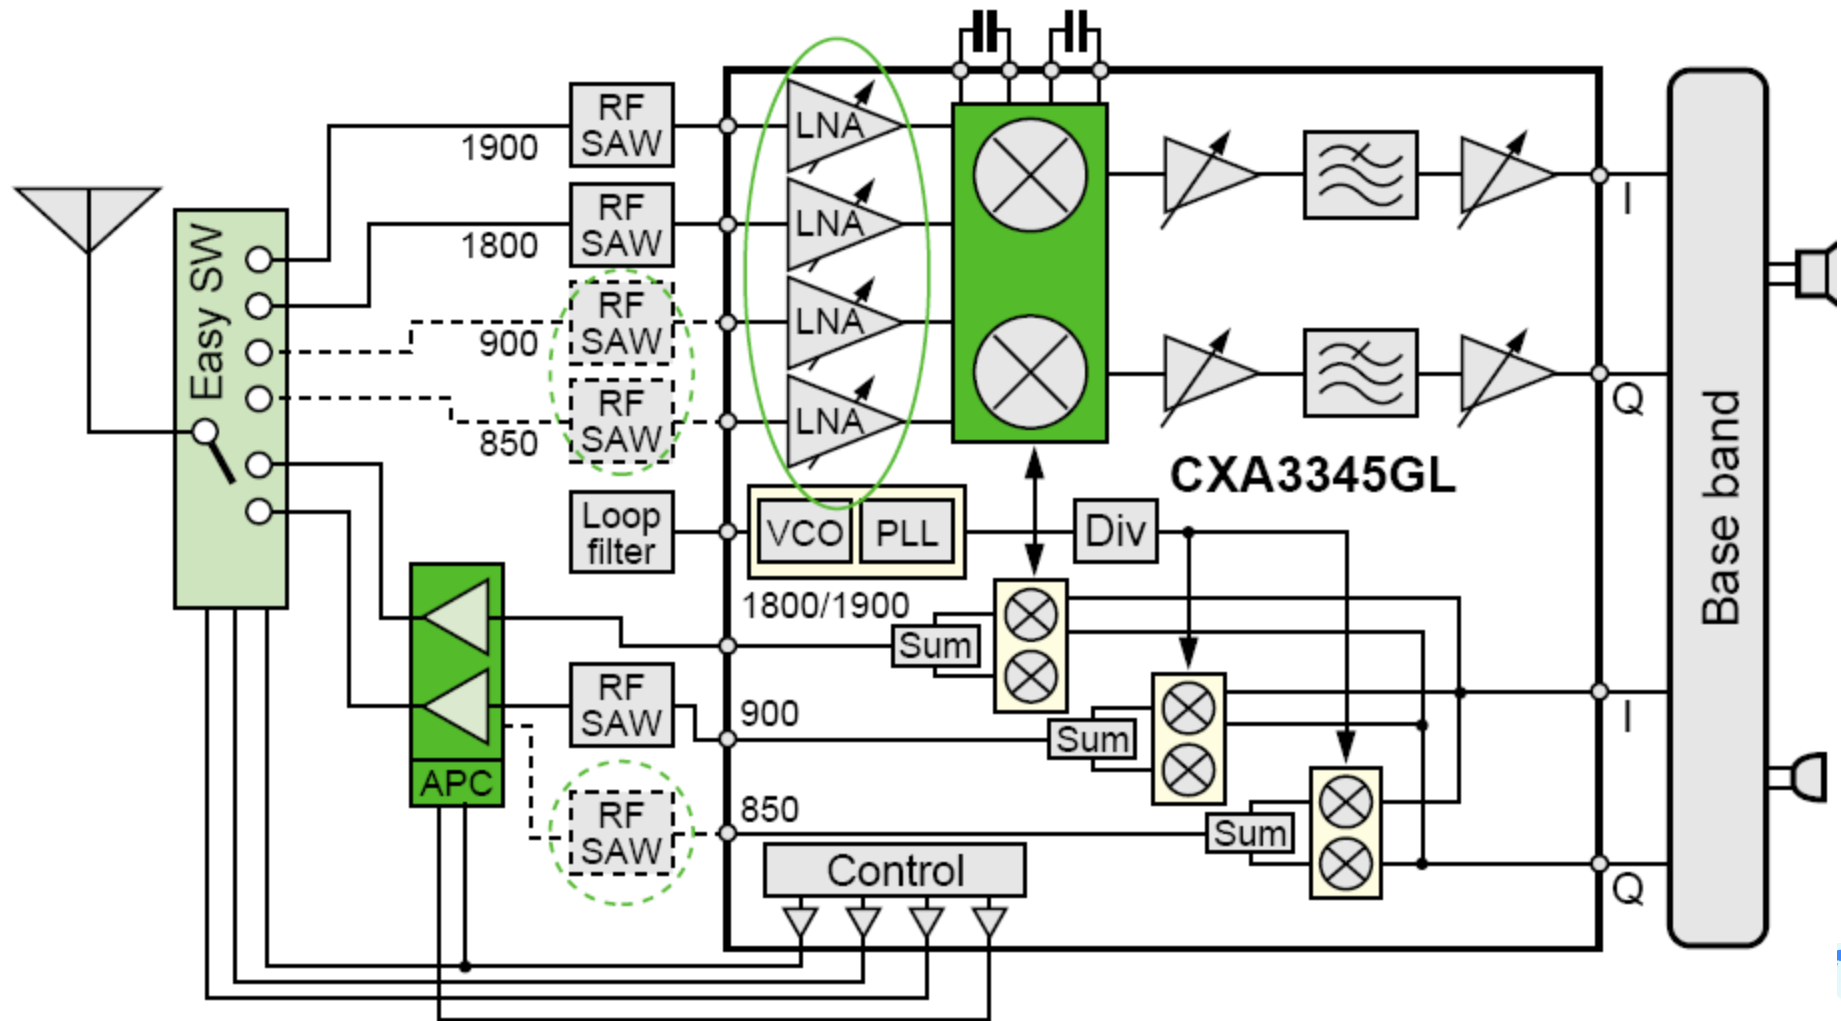 RF
SAW
1900
LNA
RF
SAW
1800
LNA
I
Easy SW
RF
SAW
900
LNA
RF
SAW
850
LNA
Q
CXA3345GL
Base band
Loop
filter
VCO
PLL
Div
1800/1900
Sum
RF
SAW
900
Sum
I
APC
RF
SAW
850
Sum
Control
Q